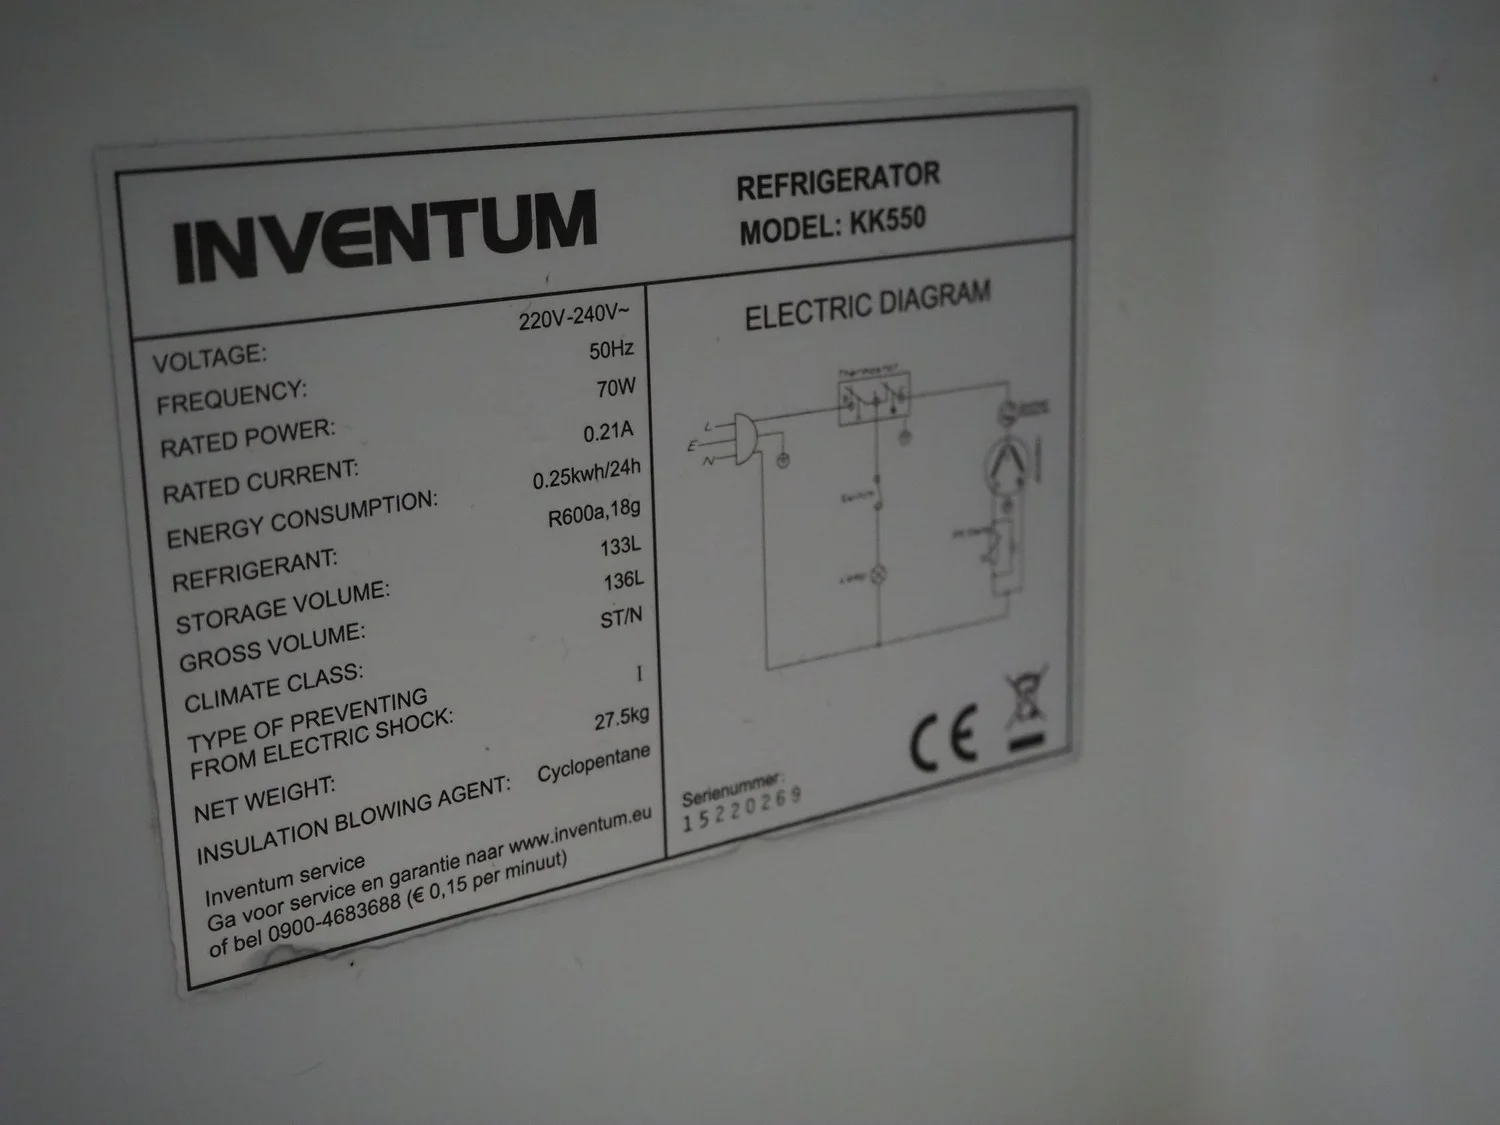 INVENTUM
REFRIGERATOR
MODEL: KK550
VOLTAGE: 220V-240V~
FREQUENCY: 50Hz
RATED POWER: 70W
RATED CURRENT: 0.21A
ENERGY CONSUMPTION: 0.25kwh/24h
REFRIGERANT: R600a,18g
STORAGE VOLUME: 133L
GROSS VOLUME: 136L
CLIMATE CLASS: ST/N
TYPE OF PREVENTING
FROM ELECTRIC SHOCK: I
NET WEIGHT: 27.5kg
INSULATION BLOWING AGENT: Cyclopentane
Inventum service
Ga voor service en garantie naar www.inventum.eu
of bel 0900-4683688 (€ 0,15 per minuut)
ELECTRIC DIAGRAM
Thermostat
L
E
N
Lamp
CE
Serienummer:
15220269